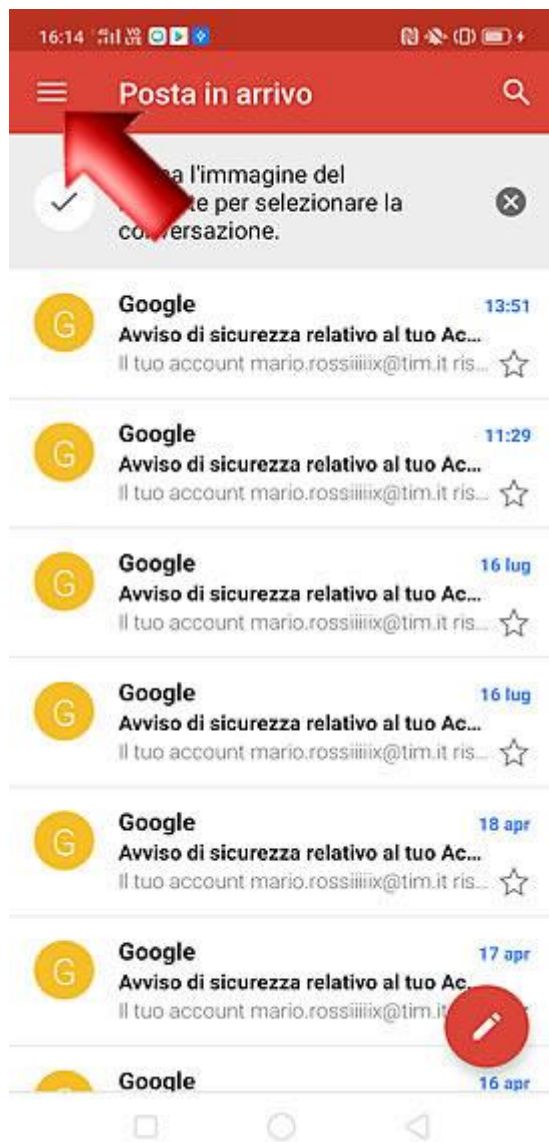 16:14
Posta in arrivo
l'immagine del
per selezionare la
conversazione.
G
Google
13:51
Avviso di sicurezza relativo al tuo Ac...
Il tuo account mario.rossiiiiix@tim.it ris...
G
Google
11:29
Avviso di sicurezza relativo al tuo Ac...
Il tuo account mario.rossiiiiix@tim.it ris...
G
Google
16 lug
Avviso di sicurezza relativo al tuo Ac...
Il tuo account mario.rossiiiiix@tim.it ris...
G
Google
16 lug
Avviso di sicurezza relativo al tuo Ac...
Il tuo account mario.rossiiiiix@tim.it ris...
G
Google
18 apr
Avviso di sicurezza relativo al tuo Ac...
Il tuo account mario.rossiiiiix@tim.it ris...
G
Google
17 apr
Avviso di sicurezza relativo al tuo Ac...
Il tuo account mario.rossiiiiix@tim.it
Google
16 apr